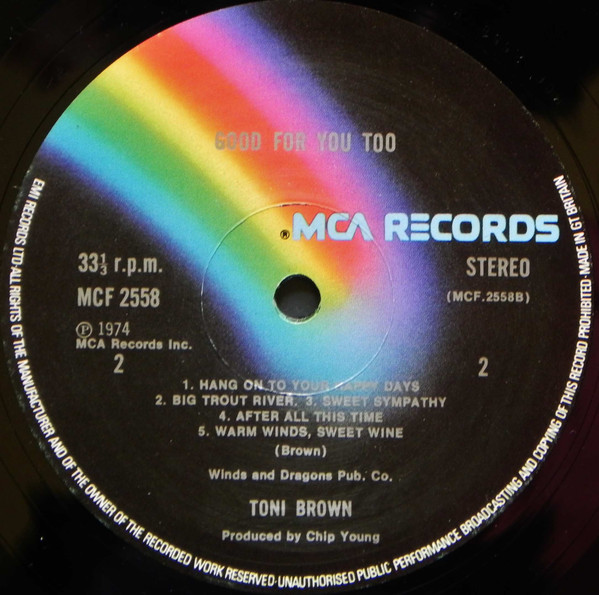 GOOD FOR YOU TOO
® MCA RECORDS
33⅓ r.p.m.
STEREO
MCF 2558
(MCF.2558B)
Ⓟ 1974
MCA Records Inc.
2
2
1. HANG ON TO YOUR HAPPY DAYS
2. BIG TROUT RIVER. 3. SWEET SYMPATHY
4. AFTER ALL THIS TIME
5. WARM WINDS, SWEET WINE
(Brown)
Winds and Dragons Pub. Co.
TONI BROWN
Produced by Chip Young
EMI RECORDS LTD·ALL RIGHTS OF THE MANUFACTURER AND OF THE OWNER OF THE RECORDED WORK RESERVED·UNAUTHORISED PUBLIC PERFORMANCE BROADCASTING AND COPYING OF THIS RECORD PROHIBITED·MADE IN GT BRITAIN